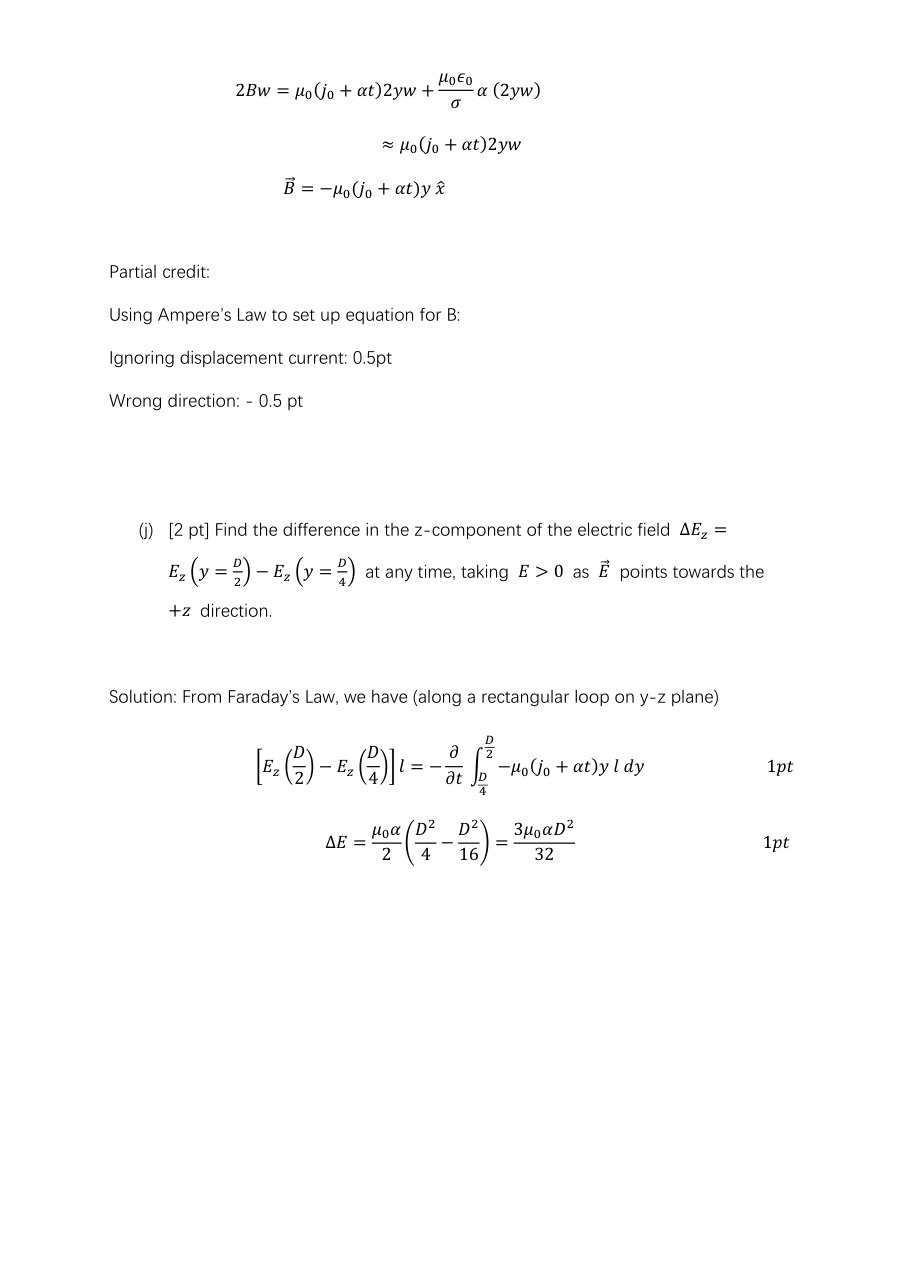 2Bw = μ₀(j₀ + αt)2yw + μ₀ϵ₀/σ α (2yw)
≈ μ₀(j₀ + αt)2yw
B⃗ = −μ₀(j₀ + αt)y x̂
Partial credit:
Using Ampere's Law to set up equation for B:
Ignoring displacement current: 0.5pt
Wrong direction: - 0.5 pt
(j) [2 pt] Find the difference in the z-component of the electric field ΔE_z =
E_z (y = D/2) − E_z (y = D/4) at any time, taking E > 0 as E⃗ points towards the
+z direction.
Solution: From Faraday's Law, we have (along a rectangular loop on y-z plane)
[E_z (D/2) − E_z (D/4)] l = − ∂/∂t ∫_{D/4}^{D/2} −μ₀(j₀ + αt)y l dy 1pt
ΔE = μ₀α/2 (D²/4 − D²/16) = 3μ₀αD²/32 1pt